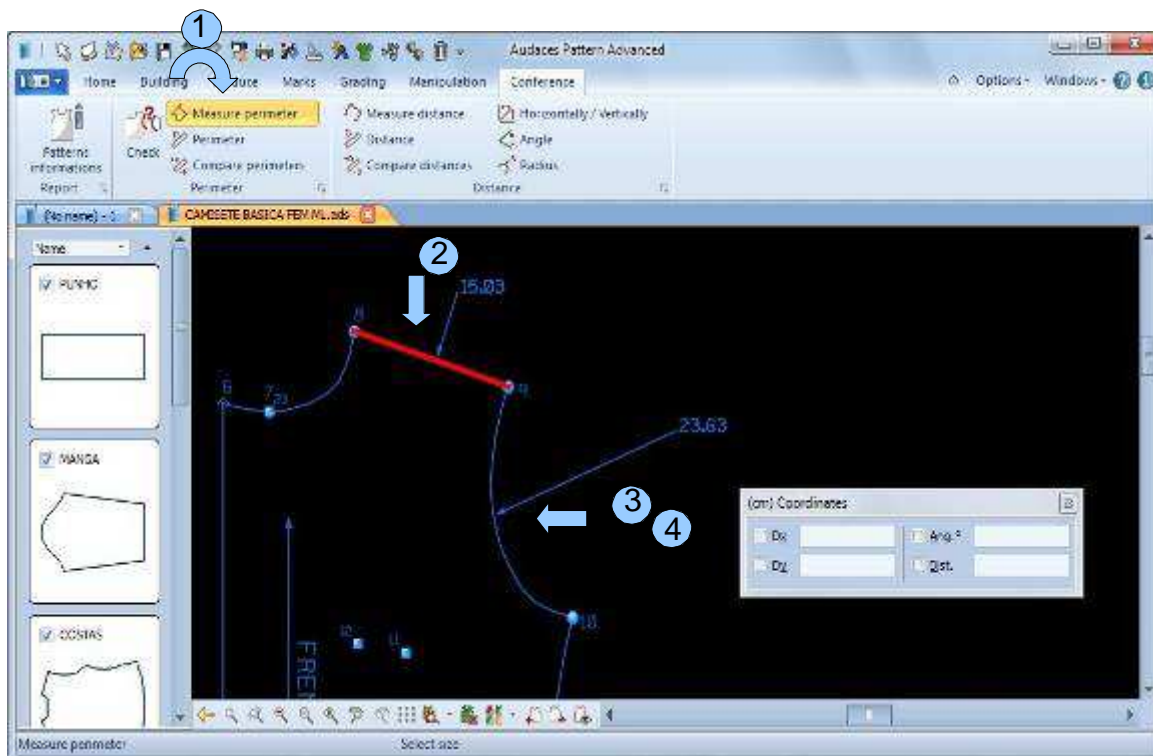 1
Audaces Pattern Advanced
Home Building Marks Grading Manipulation Conference Options Windows
Measure perimeter Measure distance Horizontally / Vertically
Patterns informations Check Perimeter Distance Angle
Compare perimeters Compare distances Radius
Report Perimeter Distance
(No name) - CAMISETE BASICA FEM ML.ads
Name
PUNHO
MANGA
COSTAS
2
15.03
8
9
6
7
23.63
3
4
10
12
11
FREN
(cm) Coordinates
Dx Ang.°
Dy Dist.
Measure perimeter Select size